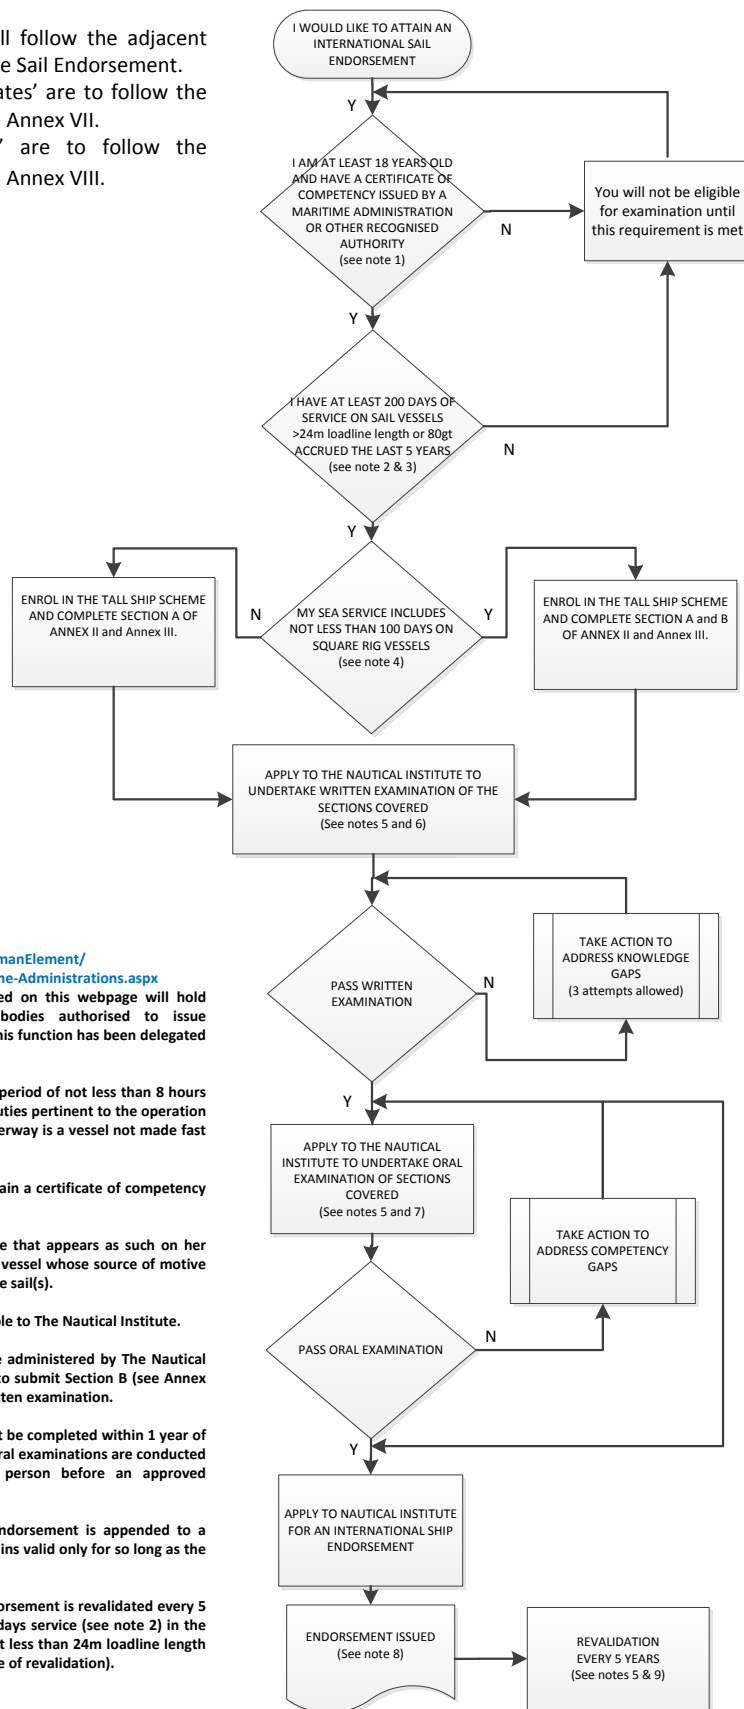 ll follow the adjacent
e Sail Endorsement.
ates’ are to follow the
Annex VII.
’ are to follow the
Annex VIII.
I WOULD LIKE TO ATTAIN AN
INTERNATIONAL SAIL
ENDORSEMENT
Y
I AM AT LEAST 18 YEARS OLD
AND HAVE A CERTIFICATE OF
COMPETENCY ISSUED BY A
MARITIME ADMINISTRATION
OR OTHER RECOGNISED
AUTHORITY
(see note 1)
N
You will not be eligible
for examination until
this requirement is met
Y
I HAVE AT LEAST 200 DAYS OF
SERVICE ON SAIL VESSELS
>24m loadline length or 80gt
ACCRUED THE LAST 5 YEARS
(see note 2 & 3)
N
Y
MY SEA SERVICE INCLUDES
NOT LESS THAN 100 DAYS ON
SQUARE RIG VESSELS
(see note 4)
N
Y
ENROL IN THE TALL SHIP SCHEME
AND COMPLETE SECTION A OF
ANNEX II and Annex III.
ENROL IN THE TALL SHIP SCHEME
AND COMPLETE SECTION A and B
OF ANNEX II and Annex III.
APPLY TO THE NAUTICAL INSTITUTE TO
UNDERTAKE WRITTEN EXAMINATION OF THE
SECTIONS COVERED
(See notes 5 and 6)
PASS WRITTEN
EXAMINATION
N
TAKE ACTION TO
ADDRESS KNOWLEDGE
GAPS
(3 attempts allowed)
Y
APPLY TO THE NAUTICAL
INSTITUTE TO UNDERTAKE ORAL
EXAMINATION OF SECTIONS
COVERED
(See notes 5 and 7)
TAKE ACTION TO
ADDRESS COMPETENCY
GAPS
PASS ORAL EXAMINATION
N
Y
APPLY TO NAUTICAL INSTITUTE
FOR AN INTERNATIONAL SHIP
ENDORSEMENT
ENDORSEMENT ISSUED
(See note 8)
REVALIDATION
EVERY 5 YEARS
(See notes 5 & 9)
manElement/
ne-Administrations.aspx
ed on this webpage will hold
bodies authorised to issue
his function has been delegated
period of not less than 8 hours
uties pertinent to the operation
erway is a vessel not made fast
ain a certificate of competency
e that appears as such on her
vessel whose source of motive
e sail(s).
ble to The Nautical Institute.
e administered by The Nautical
to submit Section B (see Annex
tten examination.
t be completed within 1 year of
oral examinations are conducted
person before an approved
ndorsement is appended to a
ins valid only for so long as the
orsement is revalidated every 5
days service (see note 2) in the
t less than 24m loadline length
e of revalidation).